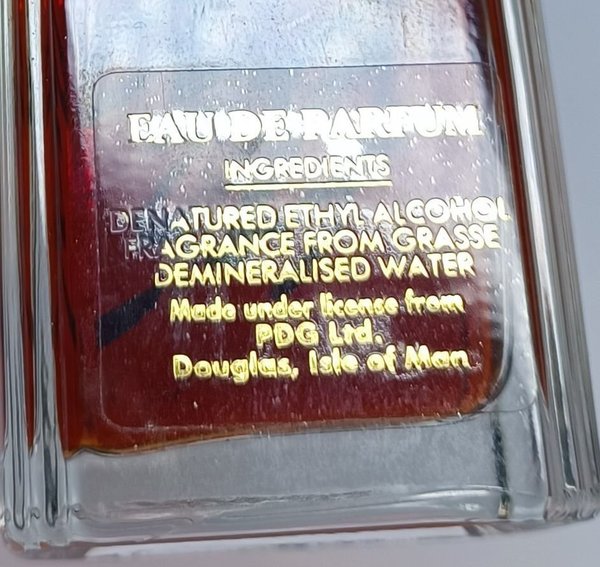 EAU DE PARFUM
INGREDIENTS
DENATURED ETHYL ALCOHOL
FRAGRANCE FROM GRASSE
DEMINERALISED WATER
Made under license from
PDG Ltd.
Douglas, Isle of Man